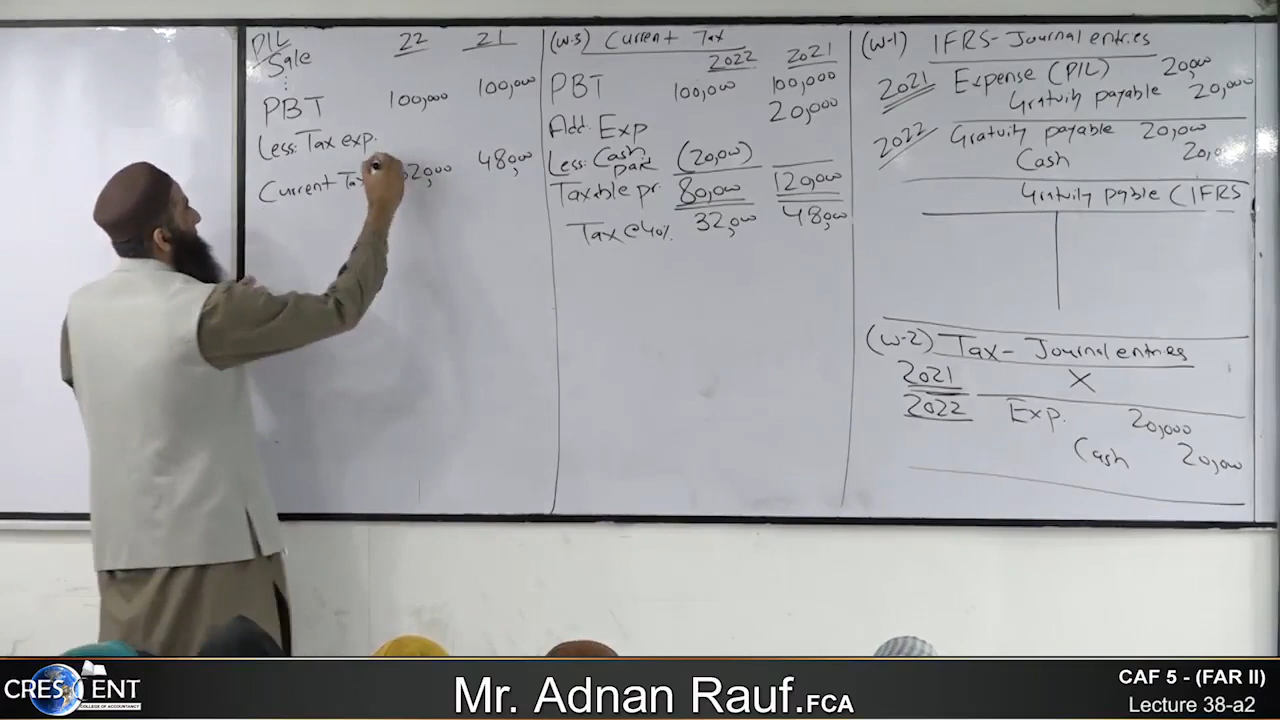 P/L 22 21
Sale
PBT 100,000 100,000
Less: Tax exp.
Current Tax 32,000 48,000
(W-3) Current Tax
2022 2021
PBT 100,000 100,000
Add: Exp 20,000
Less: Cash paid (20,000)
Taxable pr. 80,000 120,000
Tax @ 40%. 32,000 48,000
(W-1) IFRS-Journal entries
2021 Expense (P/L) 20,000
Gratuity payable 20,000
2022 Gratuity payable 20,000
Cash
Gratuity payble (IFRS
(W-2) Tax- Journal entries
2021 X
2022 Exp. 20,000
Cash 20,000
CRESCENT
COLLEGE OF ACCOUNTANCY
Mr. Adnan Rauf.FCA
CAF 5 - (FAR II)
Lecture 38-a2